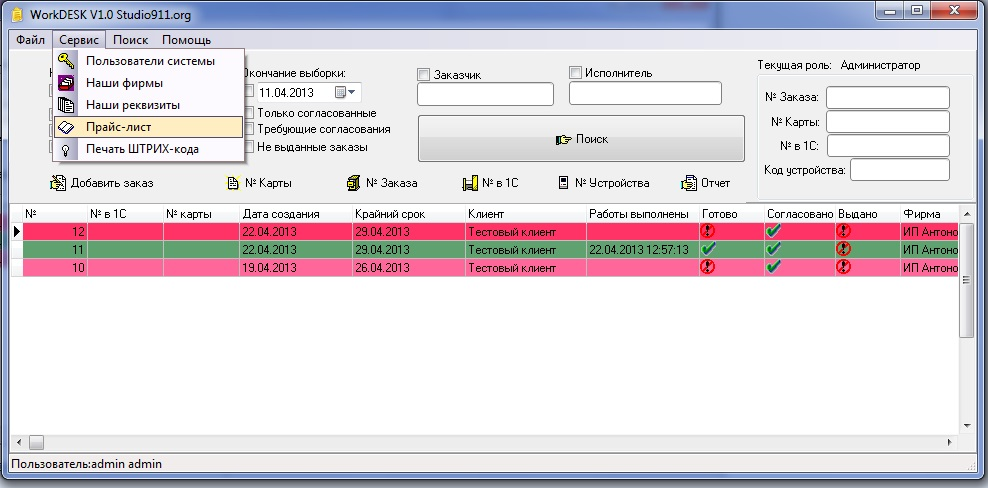 WorkDESK V1.0 Studio911.org
Файл Сервис Поиск Помощь
Пользователи системы
Наши фирмы
Наши реквизиты
Прайс-лист
Печать ШТРИХ-кода
Окончание выборки:
11.04.2013
Только согласованные
Требующие согласования
Не выданные заказы
Заказчик
Исполнитель
Поиск
Текущая роль: Администратор
№ Заказа:
№ Карты:
№ в 1С:
Код устройства:
Добавить заказ № Карты № Заказа № в 1С № Устройства Отчет
№ № в 1С № карты Дата создания Крайний срок Клиент Работы выполнены Готово Согласовано Выдано Фирма
12 22.04.2013 29.04.2013 Тестовый клиент ИП Антоно
11 22.04.2013 29.04.2013 Тестовый клиент 22.04.2013 12:57:13 ИП Антоно
10 19.04.2013 26.04.2013 Тестовый клиент ИП Антоно
Пользователь:admin admin